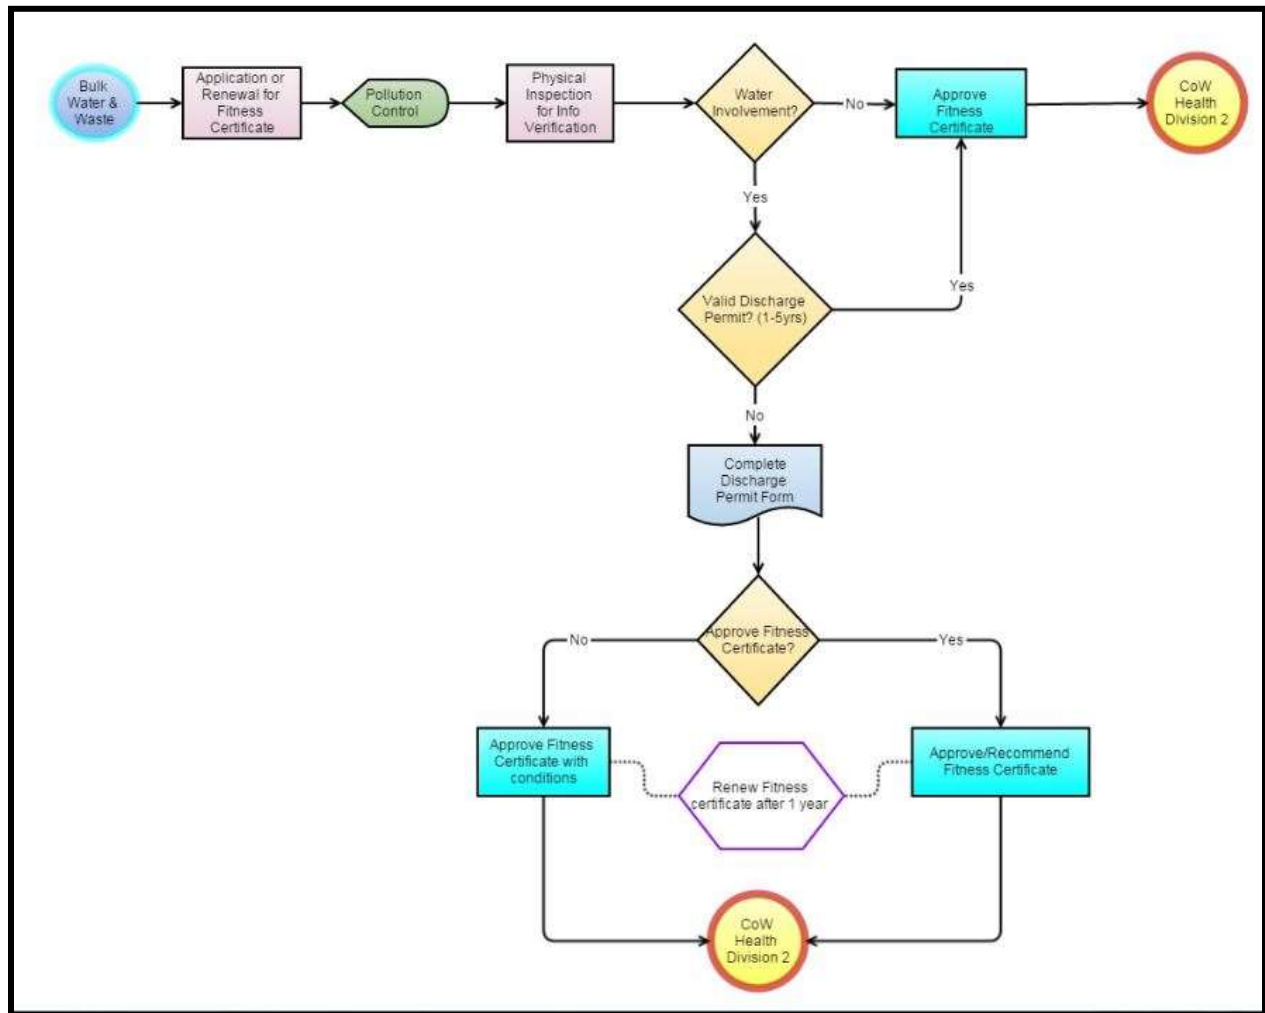 Bulk
Water &
Waste
Application or
Renewal for
Fitness
Certificate
Pollution
Control
Physical
Inspection
for Info
Verification
Water
Involvement?
No
Approve
Fitness
Certificate
CoW
Health
Division 2
Yes
Valid Discharge
Permit? (1-5yrs)
Yes
No
Complete
Discharge
Permit Form
Approve Fitness
Certificate?
No
Yes
Approve Fitness
Certificate with
conditions
Renew Fitness
certificate after 1 year
Approve/Recommend
Fitness Certificate
CoW
Health
Division 2